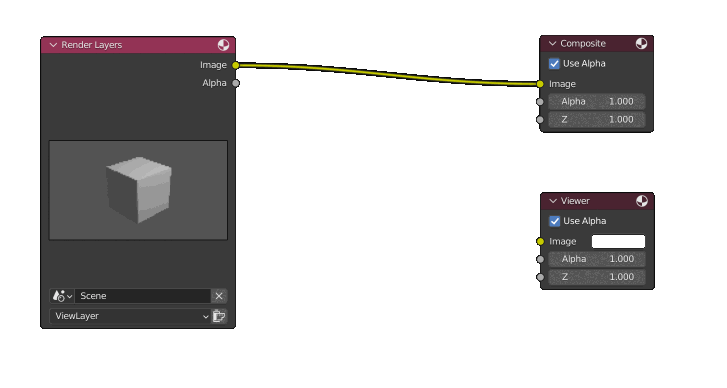 Render Layers
Image
Alpha
Scene
ViewLayer
Composite
Use Alpha
Image
Alpha 1.000
Z 1.000
Viewer
Use Alpha
Image
Alpha 1.000
Z 1.000